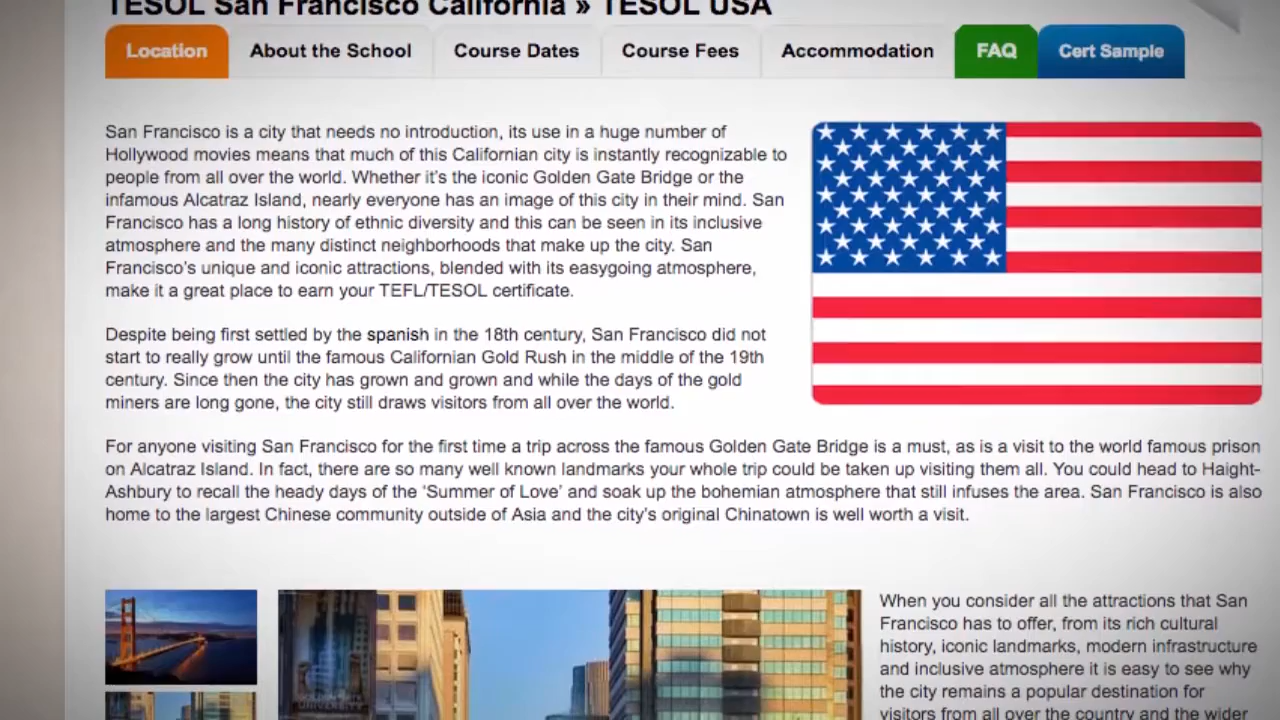 TESOL San Francisco California » TESOL USA
Location About the School Course Dates Course Fees Accommodation FAQ Cert Sample
San Francisco is a city that needs no introduction, its use in a huge number of
Hollywood movies means that much of this Californian city is instantly recognizable to
people from all over the world. Whether it's the iconic Golden Gate Bridge or the
infamous Alcatraz Island, nearly everyone has an image of this city in their mind. San
Francisco has a long history of ethnic diversity and this can be seen in its inclusive
atmosphere and the many distinct neighborhoods that make up the city. San
Francisco's unique and iconic attractions, blended with its easygoing atmosphere,
make it a great place to earn your TEFL/TESOL certificate.
Despite being first settled by the spanish in the 18th century, San Francisco did not
start to really grow until the famous Californian Gold Rush in the middle of the 19th
century. Since then the city has grown and grown and while the days of the gold
miners are long gone, the city still draws visitors from all over the world.
For anyone visiting San Francisco for the first time a trip across the famous Golden Gate Bridge is a must, as is a visit to the world famous prison
on Alcatraz Island. In fact, there are so many well known landmarks your whole trip could be taken up visiting them all. You could head to Haight-
Ashbury to recall the heady days of the 'Summer of Love' and soak up the bohemian atmosphere that still infuses the area. San Francisco is also
home to the largest Chinese community outside of Asia and the city's original Chinatown is well worth a visit.
When you consider all the attractions that San
Francisco has to offer, from its rich cultural
history, iconic landmarks, modern infrastructure
and inclusive atmosphere it is easy to see why
the city remains a popular destination for
visitors from all over the country and the wider
UNIVERSITY